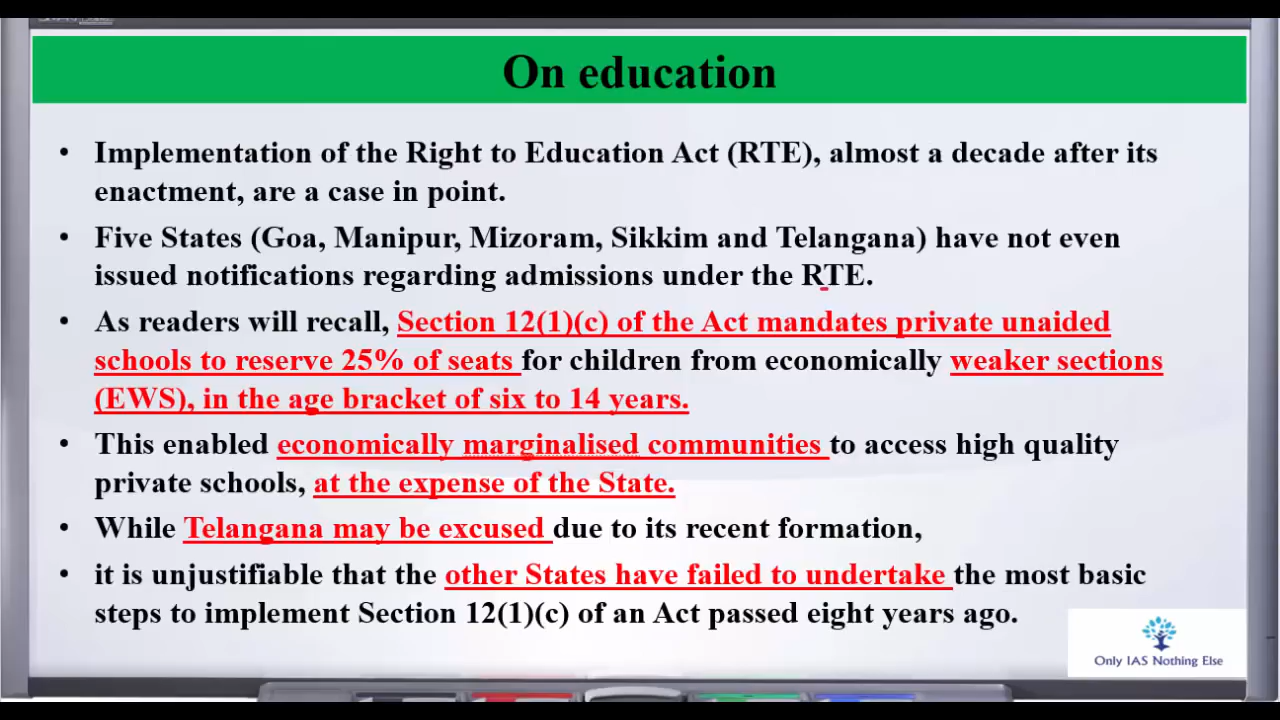 On education
• Implementation of the Right to Education Act (RTE), almost a decade after its
enactment, are a case in point.
• Five States (Goa, Manipur, Mizoram, Sikkim and Telangana) have not even
issued notifications regarding admissions under the RTE.
• As readers will recall, Section 12(1)(c) of the Act mandates private unaided
schools to reserve 25% of seats for children from economically weaker sections
(EWS), in the age bracket of six to 14 years.
• This enabled economically marginalised communities to access high quality
private schools, at the expense of the State.
• While Telangana may be excused due to its recent formation,
• it is unjustifiable that the other States have failed to undertake the most basic
steps to implement Section 12(1)(c) of an Act passed eight years ago.
Only IAS Nothing Else